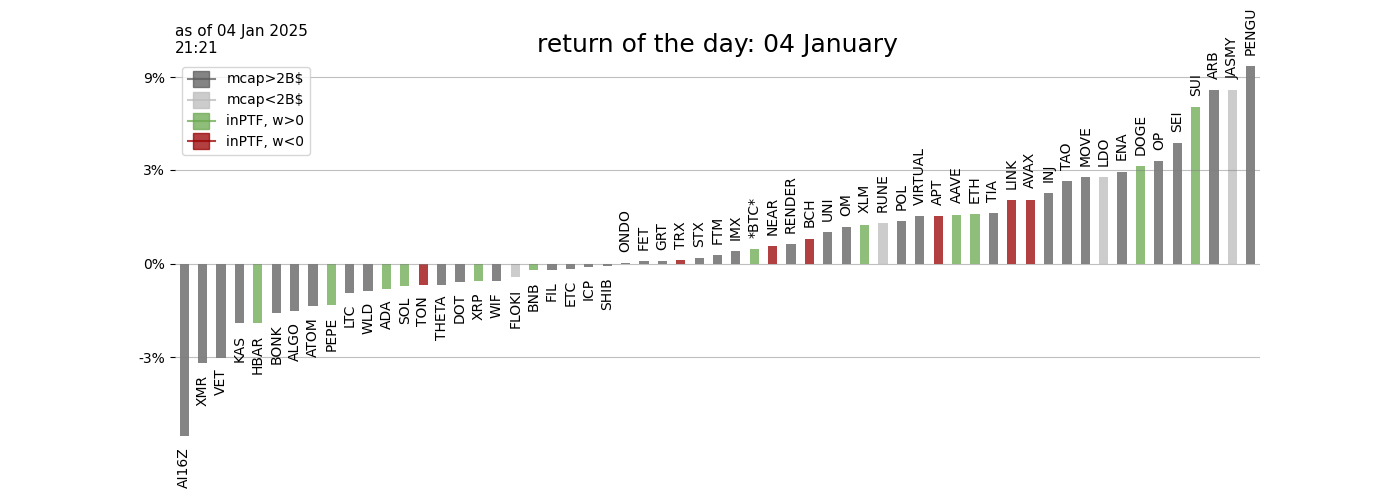 as of 04 Jan 2025
21:21
return of the day: 04 January
mcap>2B$
mcap<2B$
inPTF, w>0
inPTF, w<0
9%
3%
0%
-3%
AI16Z
XMR
VET
KAS
HBAR
BONK
ALGO
ATOM
PEPE
LTC
WLD
ADA
SOL
TON
THETA
DOT
XRP
WIF
FLOKI
BNB
FIL
ETC
ICP
SHIB
ONDO
FET
GRT
TRX
STX
FTM
IMX
*BTC*
NEAR
RENDER
BCH
UNI
OM
XLM
RUNE
POL
VIRTUAL
APT
AAVE
ETH
TIA
LINK
AVAX
INJ
TAO
MOVE
LDO
ENA
DOGE
OP
SEI
SUI
ARB
JASMY
PENGU